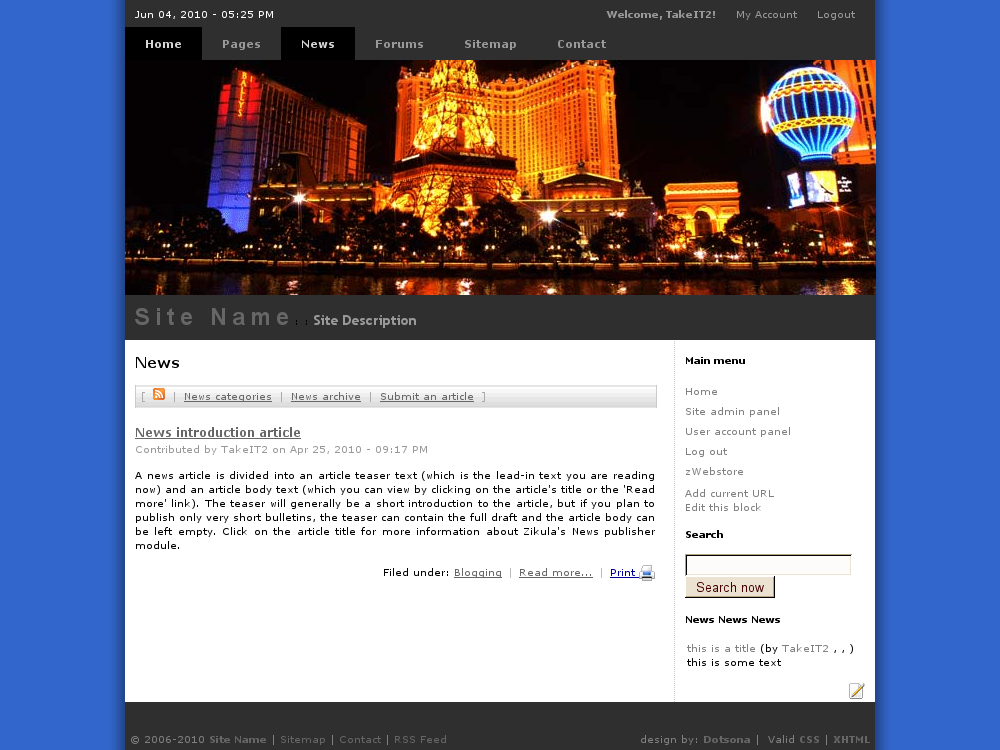 Jun 04, 2010 - 05:25 PM
Welcome, TakeIT2! My Account Logout
Home Pages News Forums Sitemap Contact
BALLYS
Site Name : : Site Description
News
[ | News categories | News archive | Submit an article ]
News introduction article
Contributed by TakeIT2 on Apr 25, 2010 - 09:17 PM
A news article is divided into an article teaser text (which is the lead-in text you are reading
now) and an article body text (which you can view by clicking on the article's title or the 'Read
more' link). The teaser will generally be a short introduction to the article, but if you plan to
publish only very short bulletins, the teaser can contain the full draft and the article body can
be left empty. Click on the article title for more information about Zikula's News publisher
module.
Filed under: Blogging | Read more... | Print
Main menu
Home
Site admin panel
User account panel
Log out
zWebstore
Add current URL
Edit this block
Search
Search now
News News News
this is a title (by TakeIT2 , , )
this is some text
© 2006-2010 Site Name | Sitemap | Contact | RSS Feed
design by: Dotsona | Valid CSS | XHTML